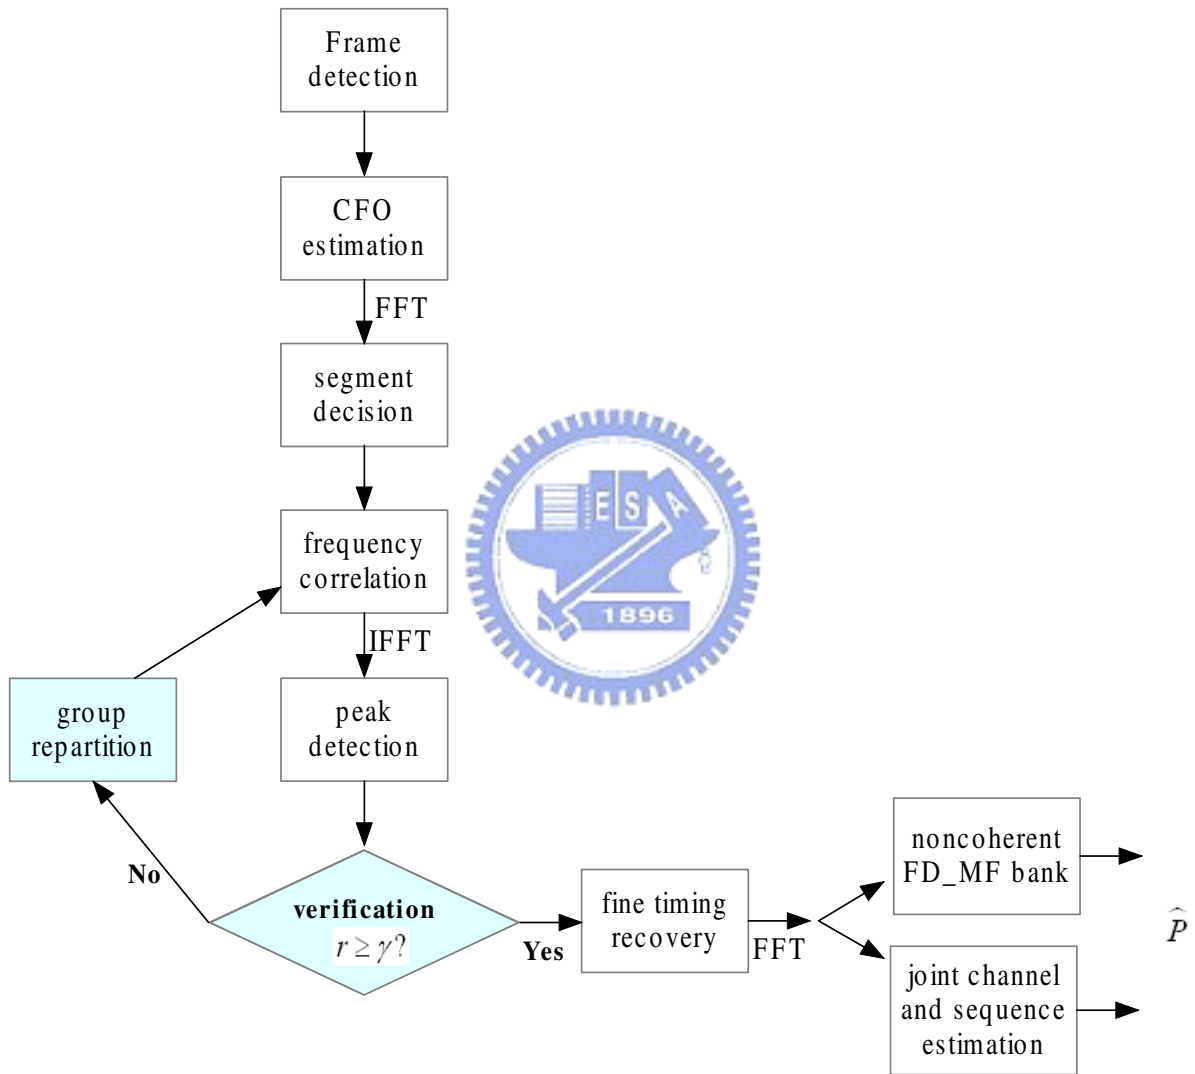 Frame
detection
CFO
estimation
FFT
segment
decision
E S A
1896
frequency
correlation
IFFT
group
repartition
peak
detection
No
verification
r ≥ γ?
Yes
fine timing
recovery
FFT
noncoherent
FD_MF bank
P̂
joint channel
and sequence
estimation